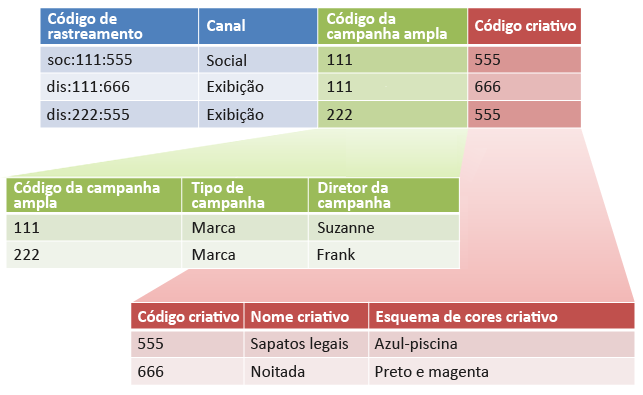 Código de rastreamento Canal Código da campanha ampla Código criativo
soc:111:555 Social 111 555
dis:111:666 Exibição 111 666
dis:222:555 Exibição 222 555
Código da campanha ampla Tipo de campanha Diretor da campanha
111 Marca Suzanne
222 Marca Frank
Código criativo Nome criativo Esquema de cores criativo
555 Sapatos legais Azul-piscina
666 Noitada Preto e magenta